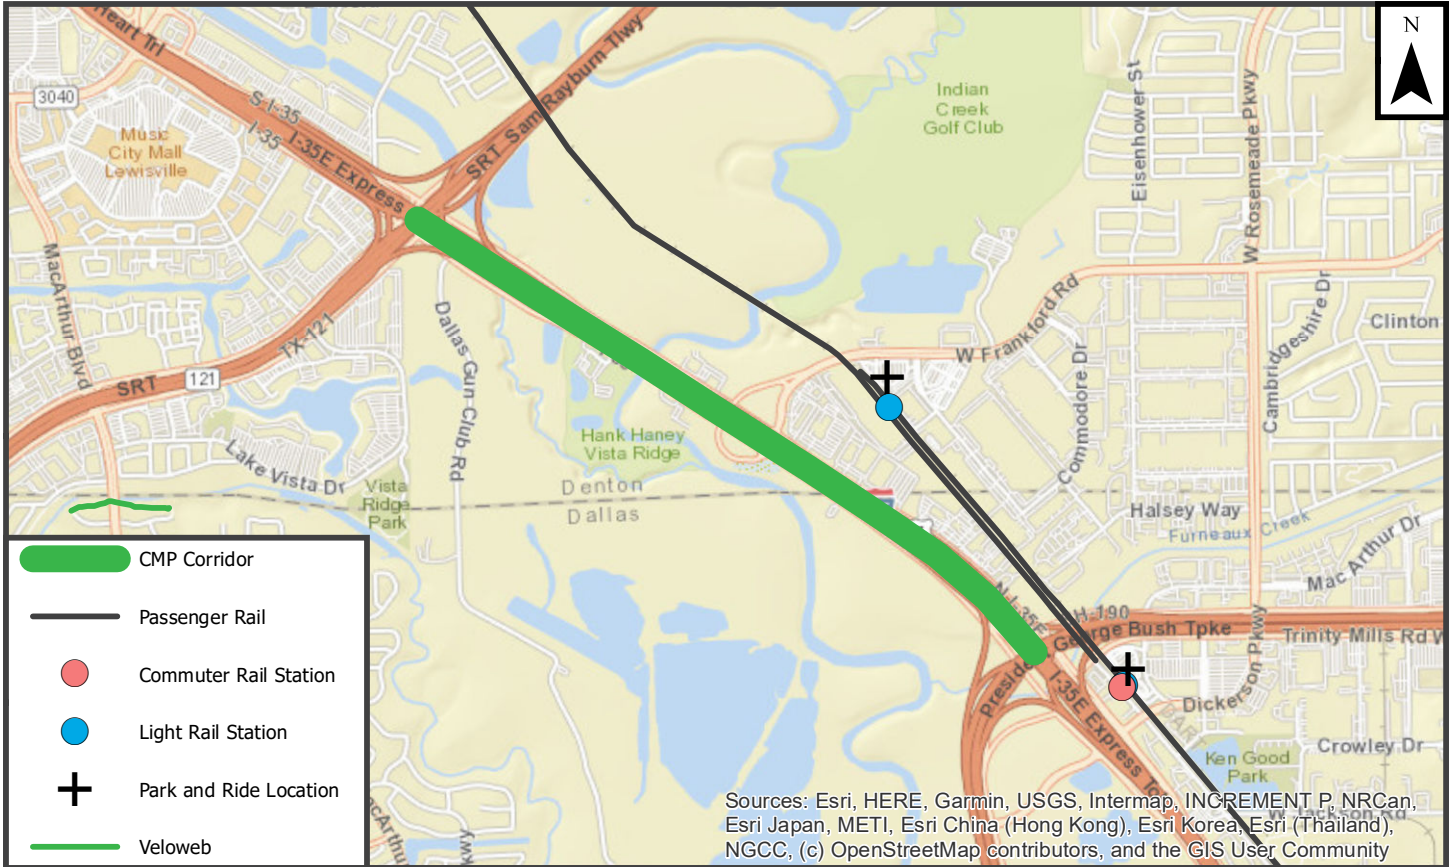 Heart Trl
S I-35
I-35
I-35E Express
SRT Sam Rayburn Tlwy
3040
Music
City Mall
Lewisville
Indian
Creek
Golf Club
Eisenhower St
W Rosemeade Pkwy
N
MacArthur Blvd
TX-121
SRT
121
Dallas Gun Club Rd
W Frankford Rd
Commodore Dr
Cambridgeshire Dr
Clinton
Hank Haney
Vista Ridge
Lake Vista Dr
Vista
Ridge
Park
Denton
Dallas
Halsey Way
Furneaux Creek
Mac Arthur Dr
N I-35E
H-190
President George Bush Tpke
Trinity Mills Rd W
Dickerson Pkwy
I-35E Express
DART
Crowley Dr
Ken Good
Park
W Jackson Rd
CMP Corridor
Passenger Rail
Commuter Rail Station
Light Rail Station
Park and Ride Location
Veloweb
Sources: Esri, HERE, Garmin, USGS, Intermap, INCREMENT P, NRCan,
Esri Japan, METI, Esri China (Hong Kong), Esri Korea, Esri (Thailand),
NGCC, (c) OpenStreetMap contributors, and the GIS User Community